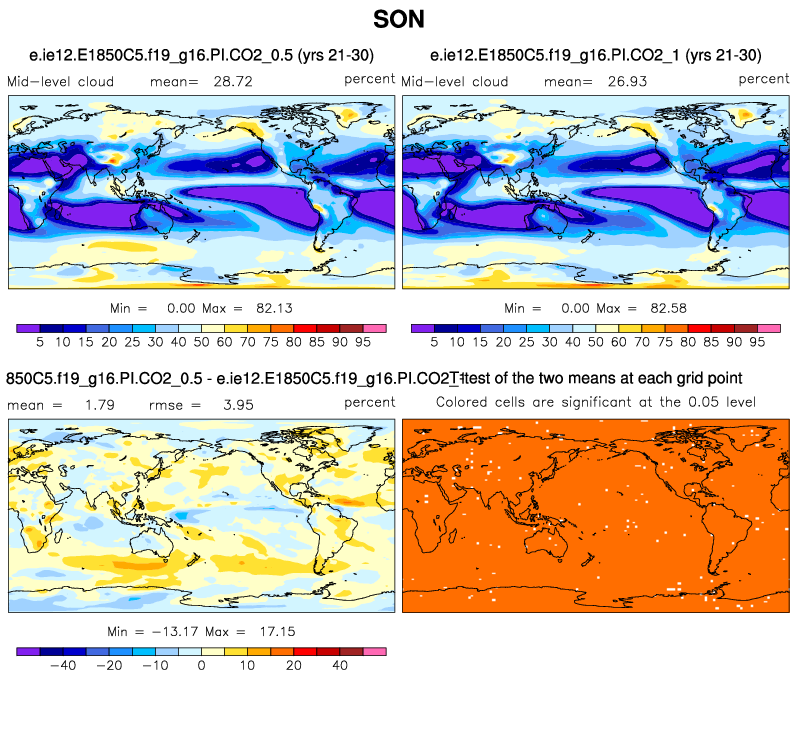 SON
e.ie12.E1850C5.f19_g16.PI.CO2_0.5 (yrs 21-30)
e.ie12.E1850C5.f19_g16.PI.CO2_1 (yrs 21-30)
Mid-level cloud mean= 28.72 percent
Mid-level cloud mean= 26.93 percent
Min = 0.00 Max = 82.13
Min = 0.00 Max = 82.58
5 10 15 20 25 30 40 50 60 70 75 80 85 90 95
5 10 15 20 25 30 40 50 60 70 75 80 85 90 95
850C5.f19_g16.PI.CO2_0.5 - e.ie12.E1850C5.f19_g16.PI.CO2_
T-test of the two means at each grid point
mean = 1.79 rmse = 3.95 percent
Colored cells are significant at the 0.05 level
Min = -13.17 Max = 17.15
-40 -20 -10 0 10 20 40